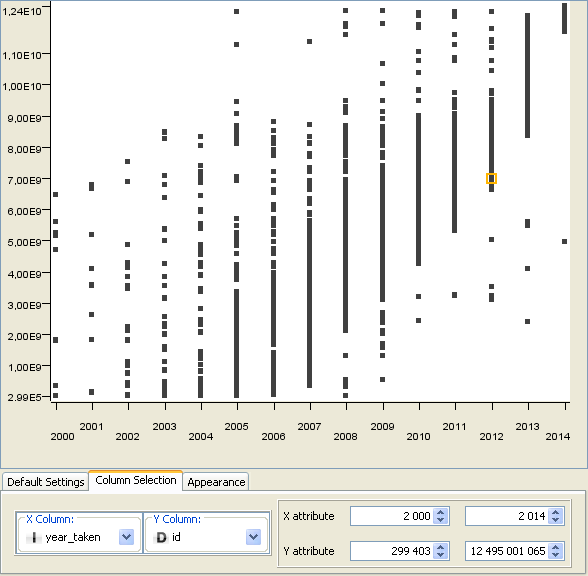 1,24E10
1,10E10
1,00E10
9,00E9
8,00E9
7,00E9
6,00E9
5,00E9
4,00E9
3,00E9
2,00E9
1,00E9
2.99E5
2000 2001 2002 2003 2004 2005 2006 2007 2008 2009 2010 2011 2012 2013 2014
Default Settings Column Selection Appearance
X Column: Y Column:
I year_taken D id
X attribute 2 000 2 014
Y attribute 299 403 12 495 001 065